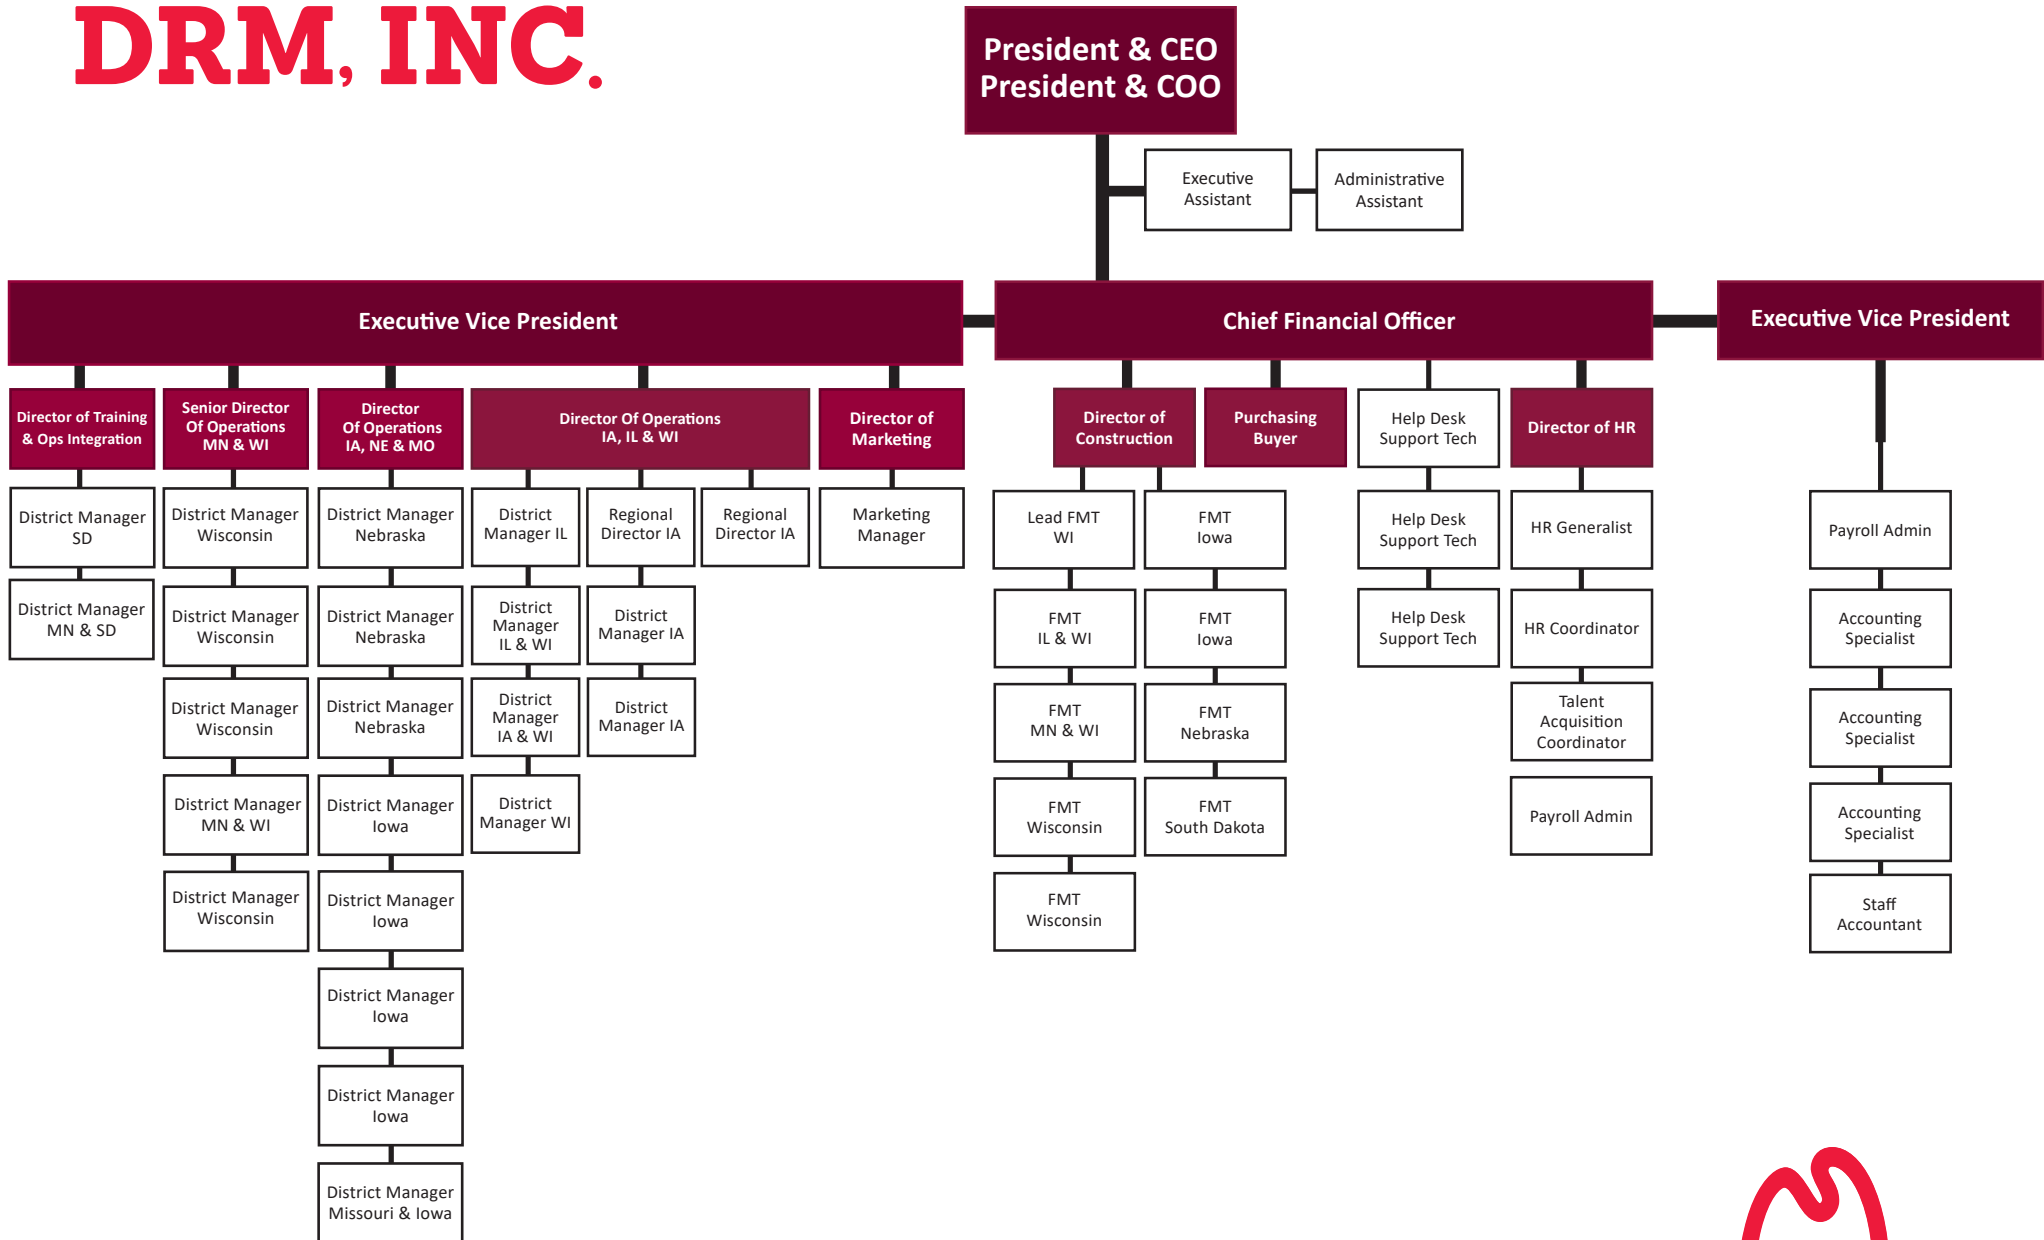 DRM, INC.
President & CEO
President & COO
Executive
Assistant
Administrative
Assistant
Executive Vice President
Chief Financial Officer
Executive Vice President
Director of Training
& Ops Integration
Senior Director
Of Operations
MN & WI
Director
Of Operations
IA, NE & MO
Director Of Operations
IA, IL & WI
Director of
Marketing
Director of
Construction
Purchasing
Buyer
Help Desk
Support Tech
Director of HR
District Manager
SD
District Manager
MN & SD
District Manager
Wisconsin
District Manager
Wisconsin
District Manager
Wisconsin
District Manager
MN & WI
District Manager
Wisconsin
District Manager
Nebraska
District Manager
Nebraska
District Manager
Nebraska
District Manager
Iowa
District Manager
Iowa
District Manager
Iowa
District Manager
Iowa
District Manager
Missouri & Iowa
District
Manager IL
District
Manager
IL & WI
District
Manager
IA & WI
District
Manager WI
Regional
Director IA
District
Manager IA
District
Manager IA
Regional
Director IA
Marketing
Manager
Lead FMT
WI
FMT
IL & WI
FMT
MN & WI
FMT
Wisconsin
FMT
Wisconsin
FMT
Iowa
FMT
Iowa
FMT
Nebraska
FMT
South Dakota
Help Desk
Support Tech
Help Desk
Support Tech
HR Generalist
HR Coordinator
Talent
Acquisition
Coordinator
Payroll Admin
Payroll Admin
Accounting
Specialist
Accounting
Specialist
Accounting
Specialist
Staff
Accountant